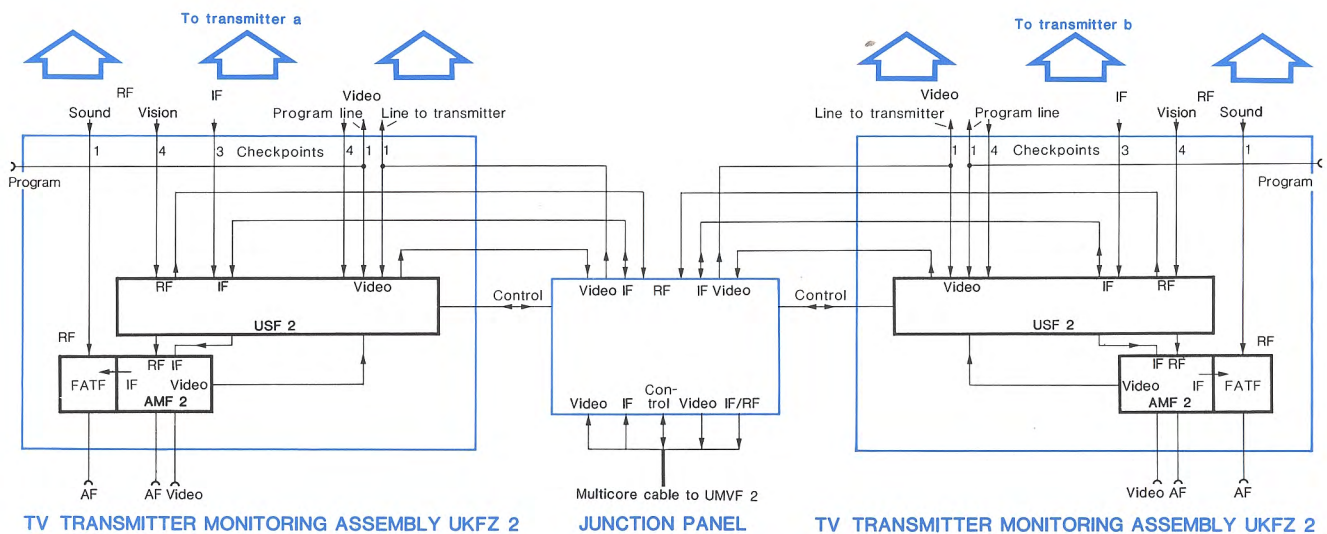 To transmitter a
To transmitter b
RF
IF
Video
Sound
Vision
Program line
Line to transmitter
1
4
3
Checkpoints
4
1
1
Program
RF
IF
Video
USF 2
RF
RF IF
FATF
IF
Video
AMF 2
AF
AF
Video
Control
Video
IF
RF
IF
Video
Control
Video
IF
Con-
trol
Video
IF/RF
Multicore cable to UMVF 2
Video
IF
RF
Line to transmitter
Program line
Vision
Sound
1
1
4
Checkpoints
3
4
1
Program
Video
IF
RF
USF 2
RF
IF RF
Video
IF
FATF
AMF 2
Video
AF
AF
TV TRANSMITTER MONITORING ASSEMBLY UKFZ 2
JUNCTION PANEL
TV TRANSMITTER MONITORING ASSEMBLY UKFZ 2